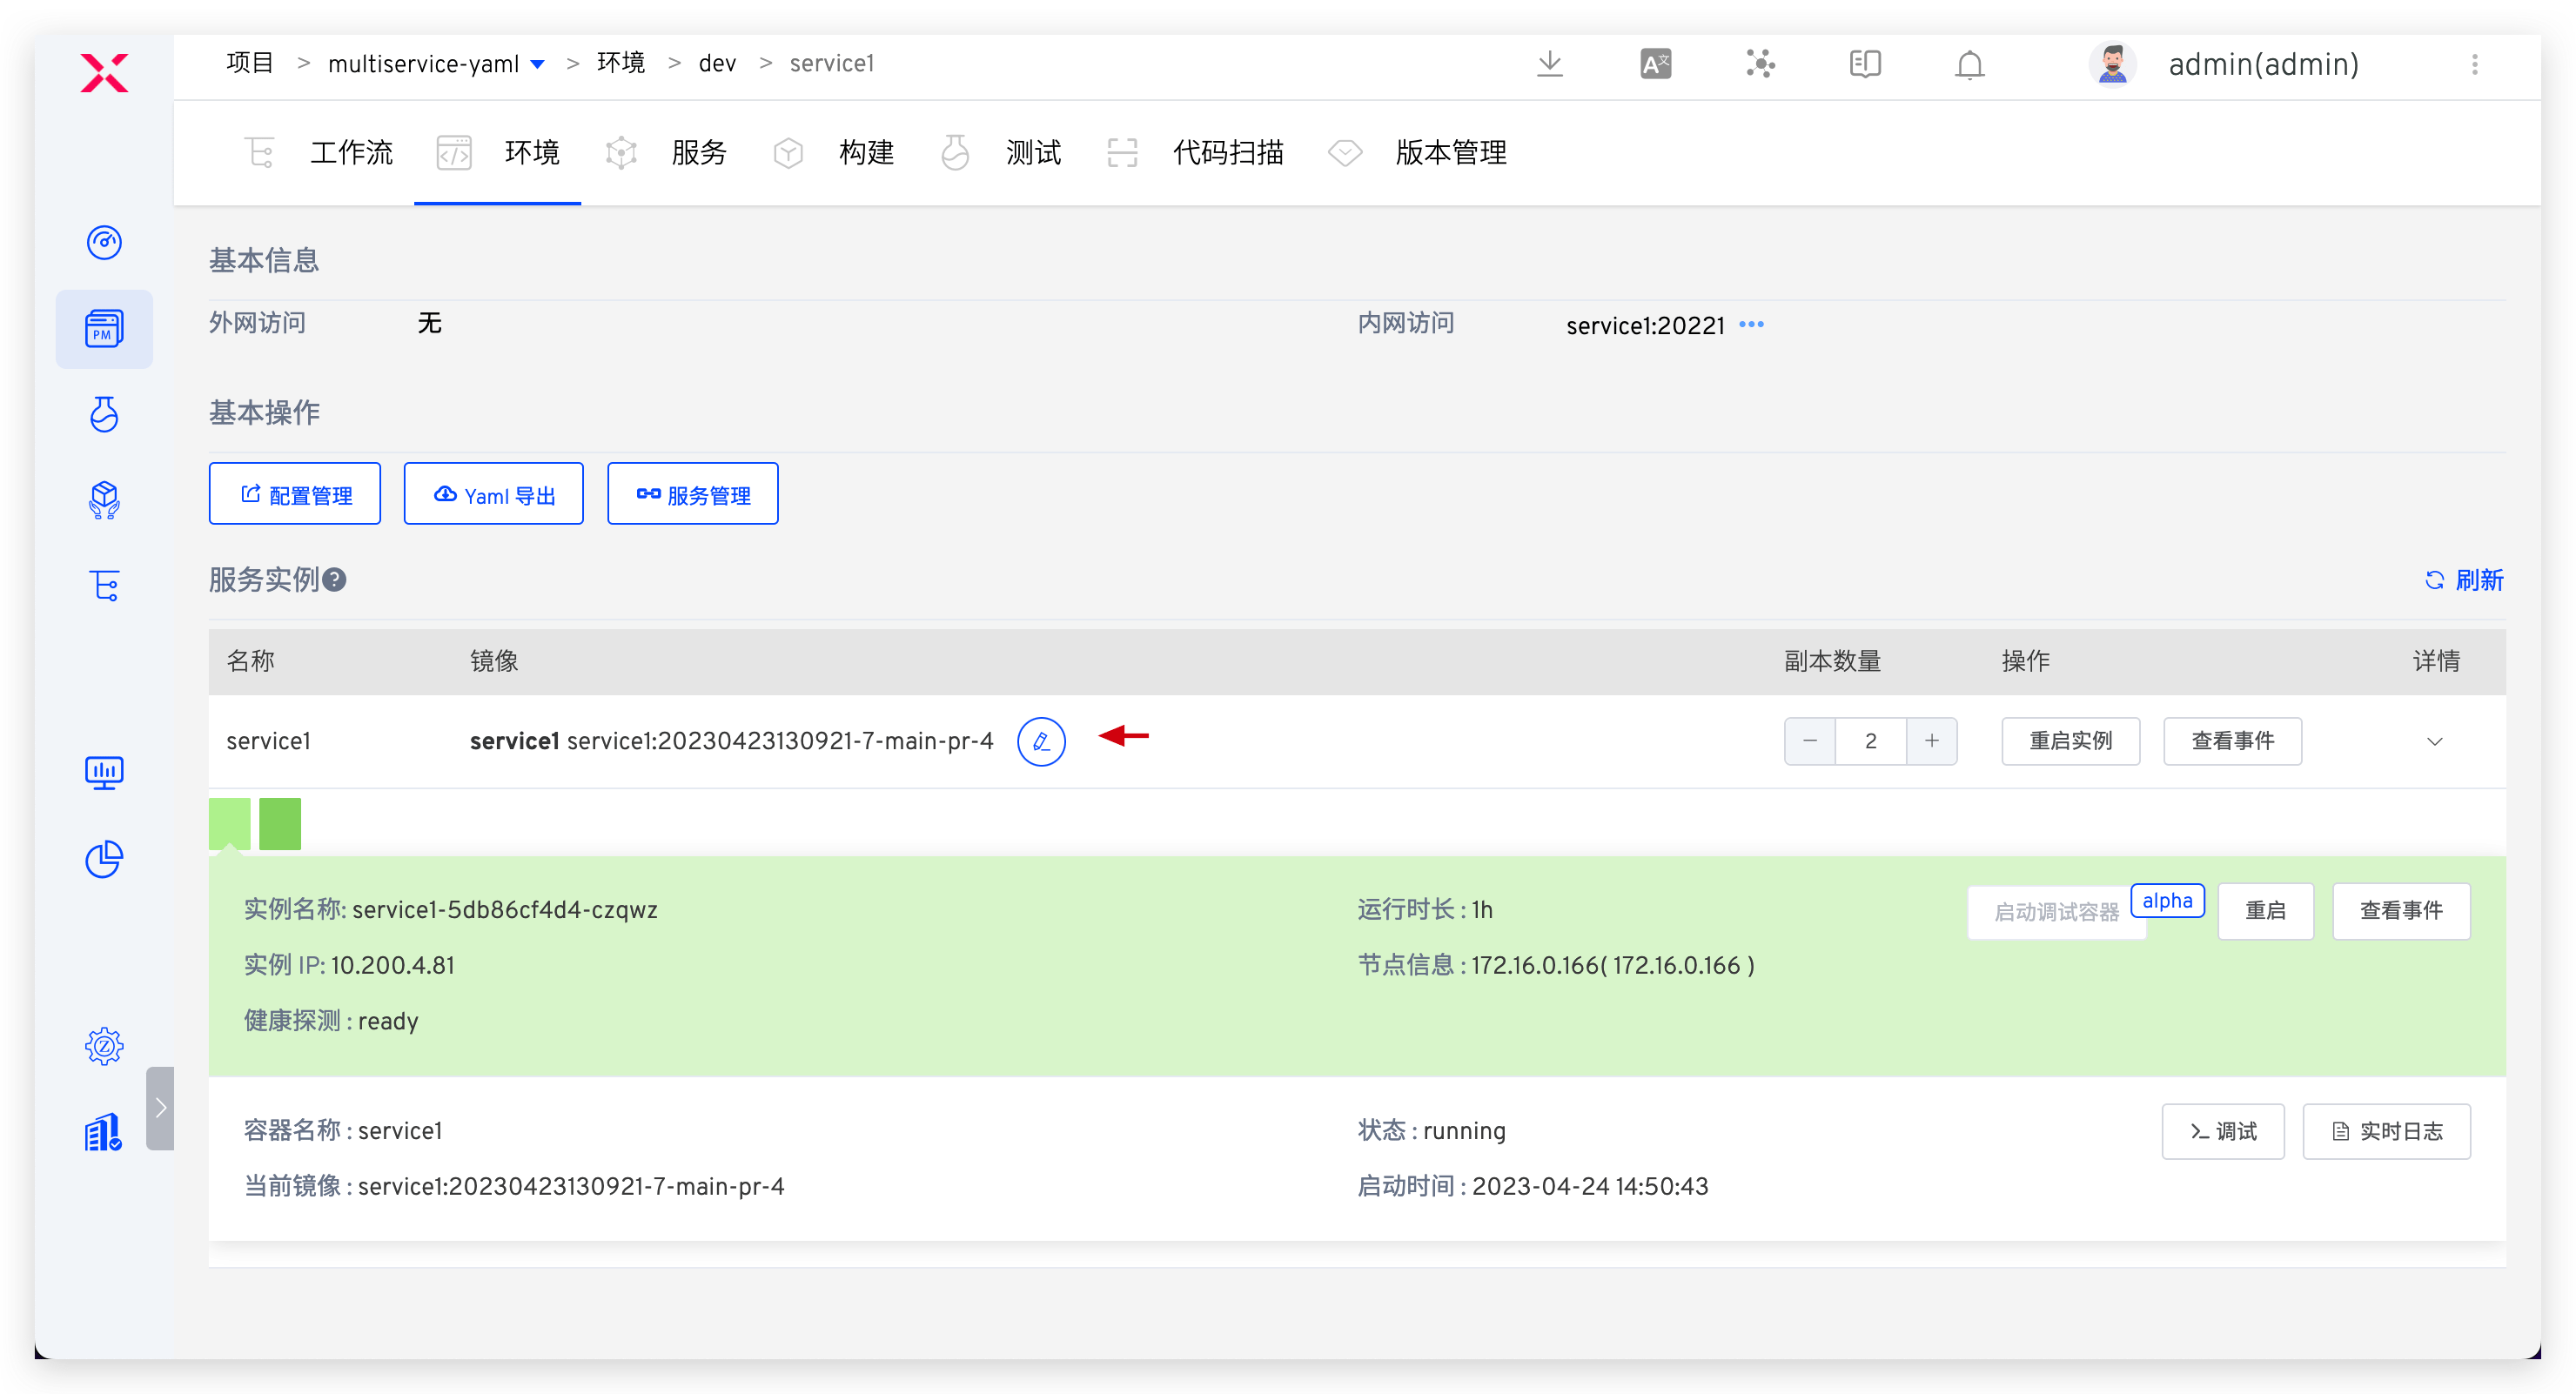 项目 > multiservice-yaml > 环境 > dev > service1 admin(admin)
工作流 环境 服务 构建 测试 代码扫描 版本管理
基本信息
外网访问 无 内网访问 service1:20221 •••
基本操作
配置管理 Yaml 导出 服务管理
服务实例 ? 刷新
名称 镜像 副本数量 操作 详情
service1 service1 service1:20230423130921-7-main-pr-4 − 2 + 重启实例 查看事件
实例名称: service1-5db86cf4d4-czqwz 运行时长 : 1h 启动调试容器 alpha 重启 查看事件
实例 IP: 10.200.4.81 节点信息 : 172.16.0.166( 172.16.0.166 )
健康探测 : ready
容器名称 : service1 状态 : running >_ 调试 实时日志
当前镜像 : service1:20230423130921-7-main-pr-4 启动时间 : 2023-04-24 14:50:43
PM
A文
Z